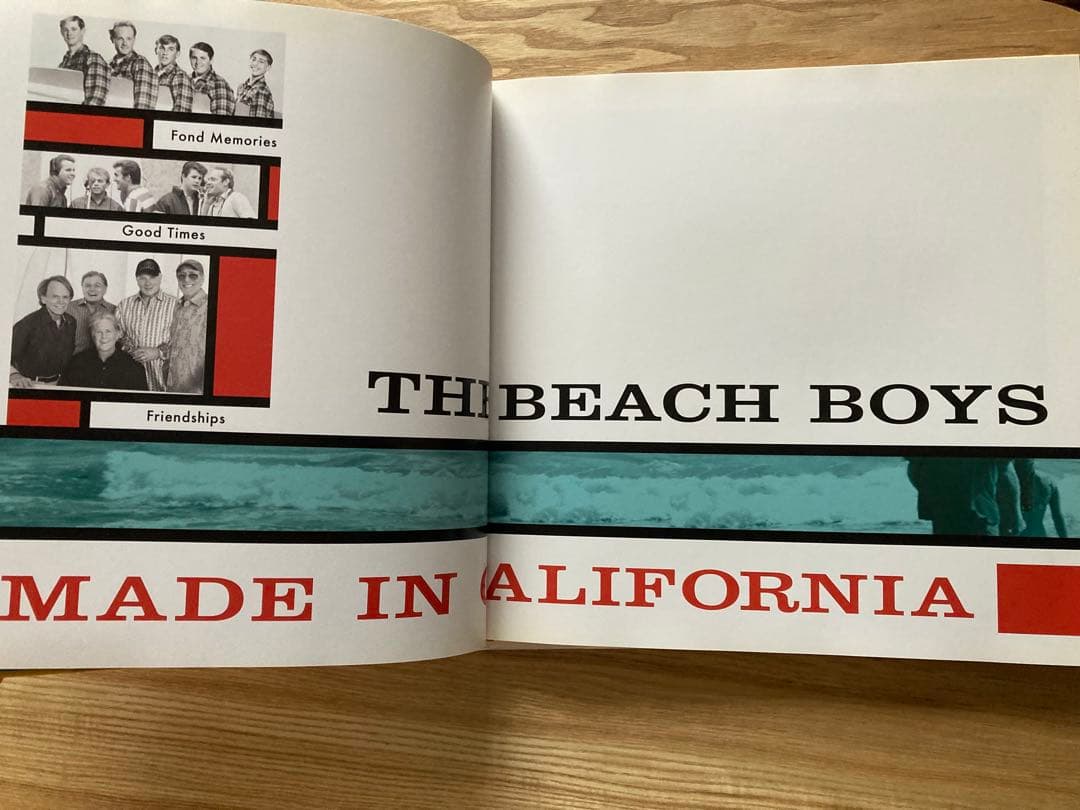 Fond Memories
Good Times
Friendships
THE BEACH BOYS
MADE IN CALIFORNIA